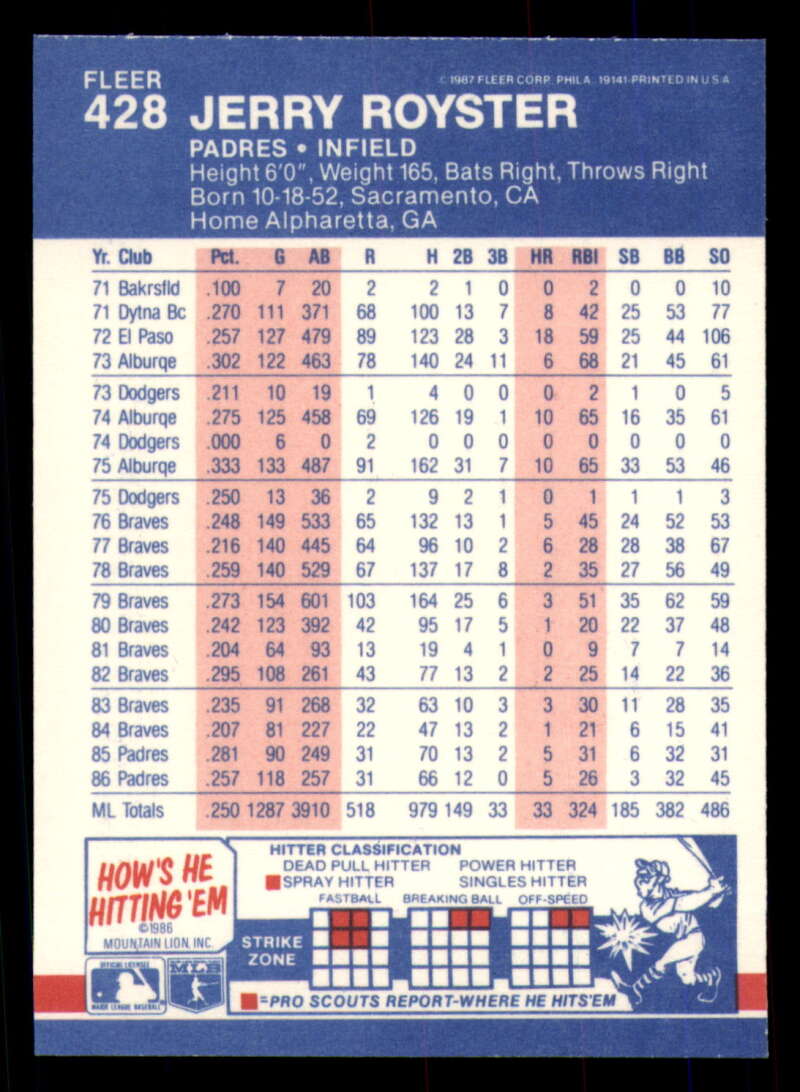 FLEER
© 1987 FLEER CORP. PHILA. 19141-PRINTED IN U.S.A.
428 JERRY ROYSTER
PADRES • INFIELD
Height 6'0", Weight 165, Bats Right, Throws Right
Born 10-18-52, Sacramento, CA
Home Alpharetta, GA
Yr. Club Pct. G AB R H 2B 3B HR RBI SB BB SO
71 Bakrsfld .100 7 20 2 2 1 0 0 2 0 0 10
71 Dytna Bc .270 111 371 68 100 13 7 8 42 25 53 77
72 El Paso .257 127 479 89 123 28 3 18 59 25 44 106
73 Alburqe .302 122 463 78 140 24 11 6 68 21 45 61
73 Dodgers .211 10 19 1 4 0 0 0 2 1 0 5
74 Alburqe .275 125 458 69 126 19 1 10 65 16 35 61
74 Dodgers .000 6 0 2 0 0 0 0 0 0 0 0
75 Alburqe .333 133 487 91 162 31 7 10 65 33 53 46
75 Dodgers .250 13 36 2 9 2 1 0 1 1 1 3
76 Braves .248 149 533 65 132 13 1 5 45 24 52 53
77 Braves .216 140 445 64 96 10 2 6 28 28 38 67
78 Braves .259 140 529 67 137 17 8 2 35 27 56 49
79 Braves .273 154 601 103 164 25 6 3 51 35 62 59
80 Braves .242 123 392 42 95 17 5 1 20 22 37 48
81 Braves .204 64 93 13 19 4 1 0 9 7 7 14
82 Braves .295 108 261 43 77 13 2 2 25 14 22 36
83 Braves .235 91 268 32 63 10 3 3 30 11 28 35
84 Braves .207 81 227 22 47 13 2 1 21 6 15 41
85 Padres .281 90 249 31 70 13 2 5 31 6 32 31
86 Padres .257 118 257 31 66 12 0 5 26 3 32 45
ML Totals .250 1287 3910 518 979 149 33 33 324 185 382 486
HOW'S HE
HITTING 'EM
©1986
MOUNTAIN LION, INC.
HITTER CLASSIFICATION
DEAD PULL HITTER POWER HITTER
SPRAY HITTER SINGLES HITTER
FASTBALL BREAKING BALL OFF-SPEED
STRIKE
ZONE
=PRO SCOUTS REPORT-WHERE HE HITS 'EM
OFFICIAL LICENSEE
MAJOR LEAGUE BASEBALL
MLB